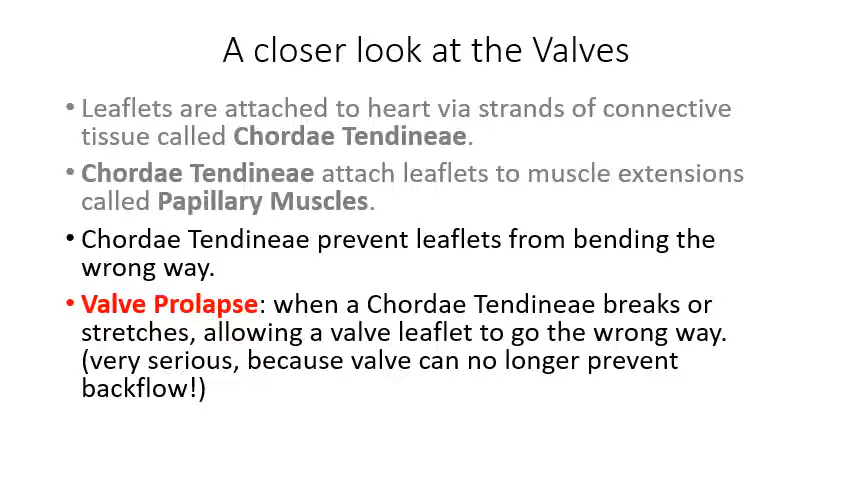 A closer look at the Valves
• Leaflets are attached to heart via strands of connective
tissue called Chordae Tendineae.
• Chordae Tendineae attach leaflets to muscle extensions
called Papillary Muscles.
• Chordae Tendineae prevent leaflets from bending the
wrong way.
• Valve Prolapse: when a Chordae Tendineae breaks or
stretches, allowing a valve leaflet to go the wrong way.
(very serious, because valve can no longer prevent
backflow!)